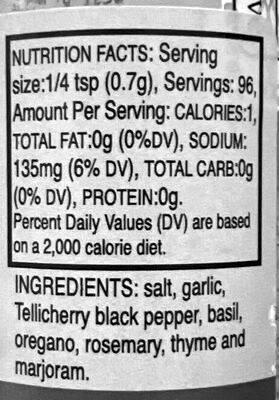 NUTRITION FACTS: Serving
size:1/4 tsp (0.7g), Servings: 96,
Amount Per Serving: CALORIES:1,
TOTAL FAT:0g (0%DV), SODIUM:
135mg (6% DV), TOTAL CARB:0g
(0% DV), PROTEIN:0g.
Percent Daily Values (DV) are based
on a 2,000 calorie diet.
INGREDIENTS: salt, garlic,
Tellicherry black pepper, basil,
oregano, rosemary, thyme and
marjoram.